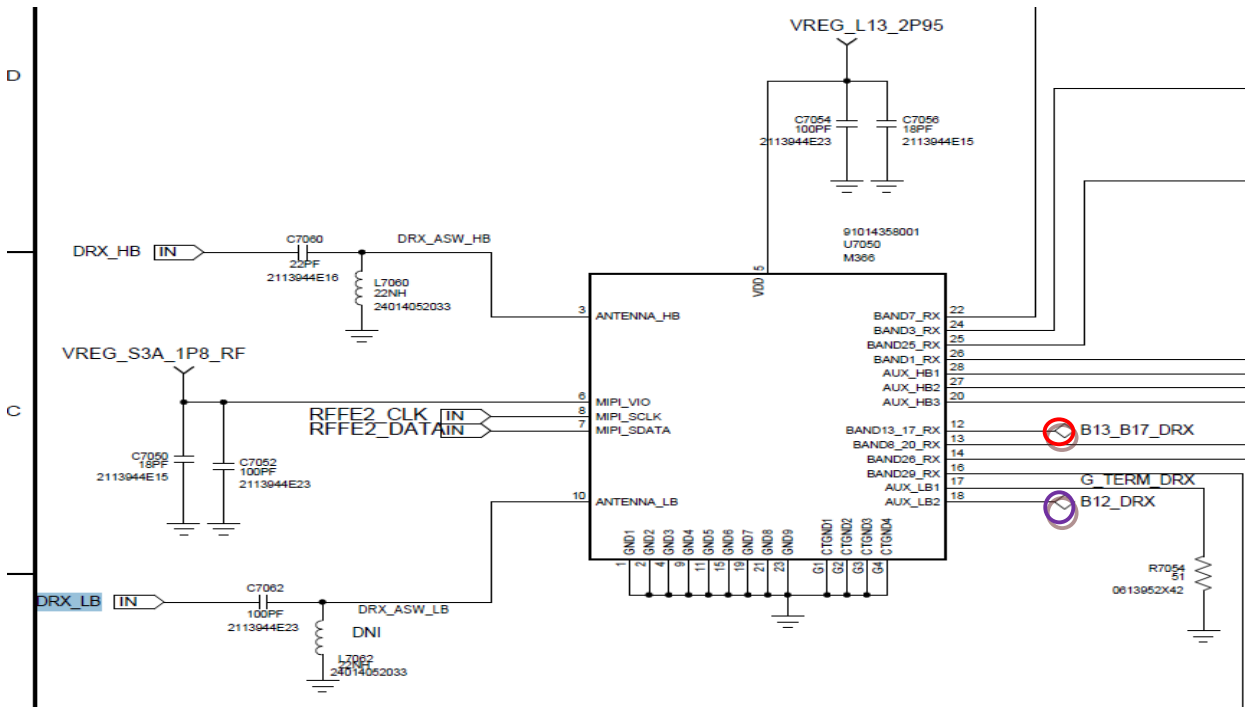 VREG_L13_2P95
D
C7054
100PF
2113944E23
C7056
18PF
2113944E15
91014358001
U7050
M366
DRX_HB
IN
C7060
22PF
2113944E16
DRX_ASW_HB
L7060
22NH
24014052033
VDD
5
3
ANTENNA_HB
BAND7_RX
22
BAND3_RX
24
BAND25_RX
25
BAND1_RX
26
AUX_HB1
28
AUX_HB2
27
AUX_HB3
20
VREG_S3A_1P8_RF
C
6
MIPI_VIO
RFFE2_CLK
IN
8
MIPI_SCLK
RFFE2_DATA
IN
7
MIPI_SDATA
BAND13_17_RX
12
B13_B17_DRX
BAND8_20_RX
13
BAND26_RX
14
BAND29_RX
16
AUX_LB1
17
G_TERM_DRX
AUX_LB2
18
B12_DRX
C7050
18PF
2113944E15
C7052
100PF
2113944E23
10
ANTENNA_LB
GND1
GND2
GND3
GND4
GND5
GND6
GND7
GND8
GND9
CTGND1
CTGND2
CTGND3
CTGND4
1
2
4
9
11
15
19
21
23
G1
G2
G3
G4
R7054
51
0613952X42
DRX_LB
IN
C7062
100PF
2113944E23
DRX_ASW_LB
DNI
L7062
22NH
24014052033